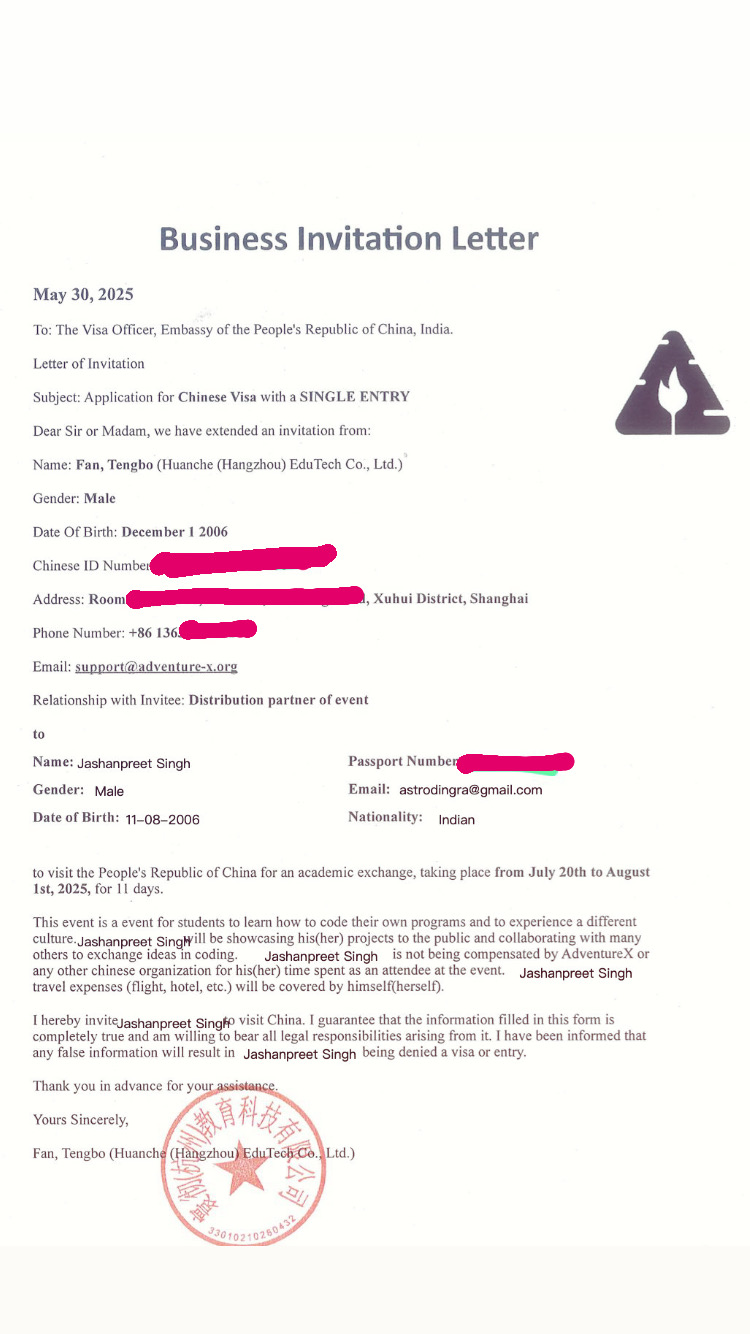 Business Invitation Letter
May 30, 2025
To: The Visa Officer, Embassy of the People's Republic of China, India.
Letter of Invitation
Subject: Application for Chinese Visa with a SINGLE ENTRY
Dear Sir or Madam, we have extended an invitation from:
Name: Fan, Tengbo (Huanche (Hangzhou) EduTech Co., Ltd.)
Gender: Male
Date Of Birth: December 1 2006
Chinese ID Number
Address: Room , Xuhui District, Shanghai
Phone Number: +86 136
Email: support@adventure-x.org
Relationship with Invitee: Distribution partner of event
to
Name: Jashanpreet Singh Passport Number
Gender: Male Email: astrodingra@gmail.com
Date of Birth: 11-08-2006 Nationality: Indian
to visit the People's Republic of China for an academic exchange, taking place from July 20th to August
1st, 2025, for 11 days.
This event is a event for students to learn how to code their own programs and to experience a different
culture. Jashanpreet Singh will be showcasing his(her) projects to the public and collaborating with many
others to exchange ideas in coding. Jashanpreet Singh is not being compensated by AdventureX or
any other chinese organization for his(her) time spent as an attendee at the event. Jashanpreet Singh
travel expenses (flight, hotel, etc.) will be covered by himself(herself).
I hereby invite Jashanpreet Singh to visit China. I guarantee that the information filled in this form is
completely true and am willing to bear all legal responsibilities arising from it. I have been informed that
any false information will result in Jashanpreet Singh being denied a visa or entry.
Thank you in advance for your assistance.
Yours Sincerely,
Fan, Tengbo (Huanche (Hangzhou) EduTech Co., Ltd.)
(杭州)教育科技有限公司
33010210260432